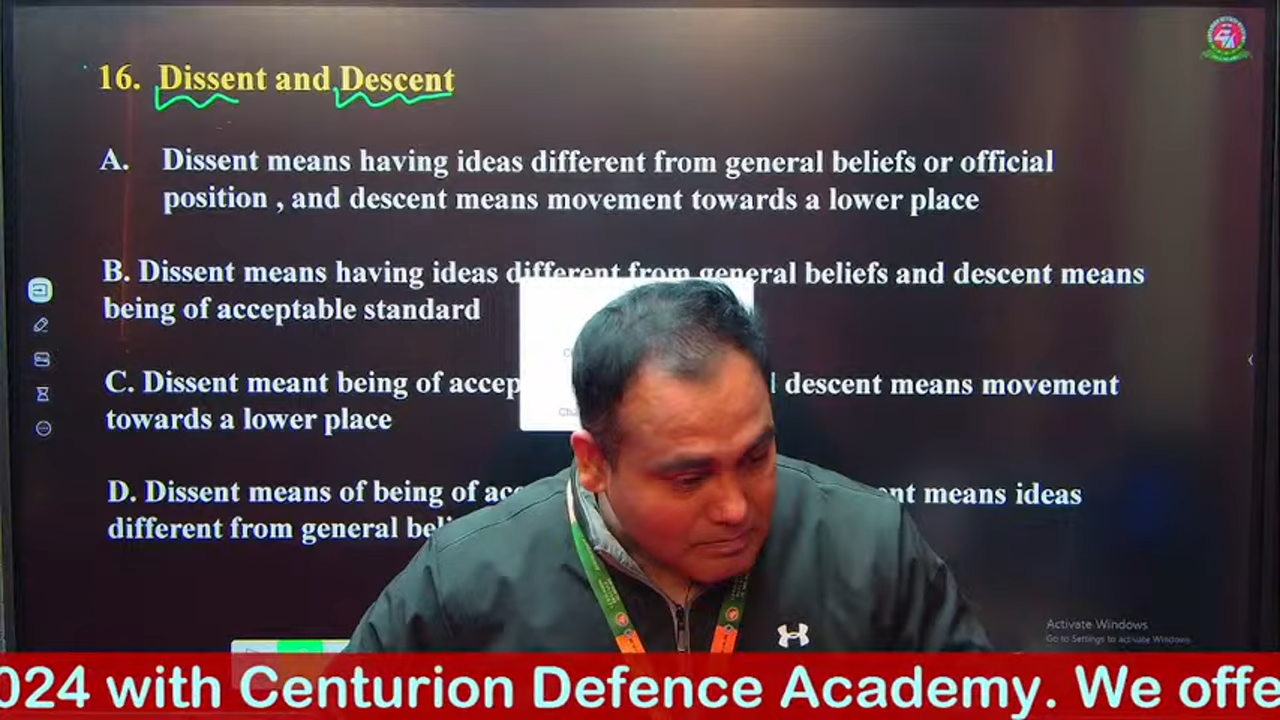 16. Dissent and Descent
A. Dissent means having ideas different from general beliefs or official
position , and descent means movement towards a lower place
B. Dissent means having ideas different from general beliefs and descent means
being of acceptable standard
C. Dissent meant being of accep descent means movement
towards a lower place
D. Dissent means of being of means ideas
different from general
Activate Windows
Go to Settings to activate Windows.
024 with Centurion Defence Academy. We offe